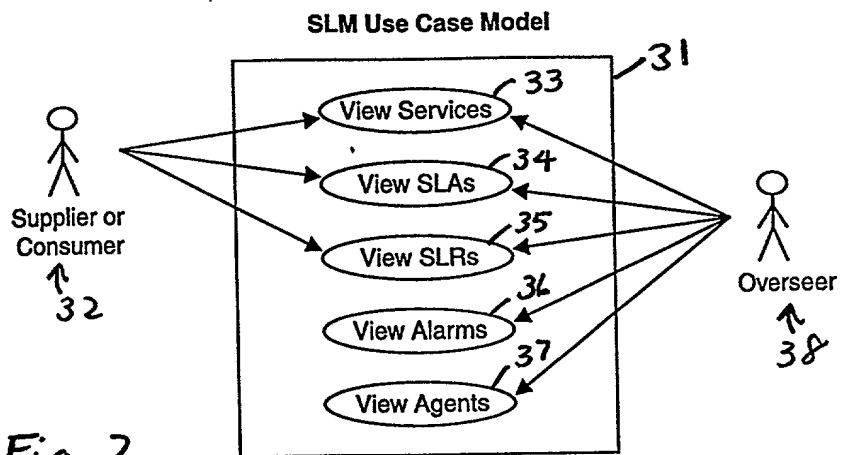 SLM Use Case Model
31
33
View Services
34
View SLAs
35
View SLRs
36
View Alarms
37
View Agents
Supplier or
Consumer
32
Overseer
38
Fig. 2